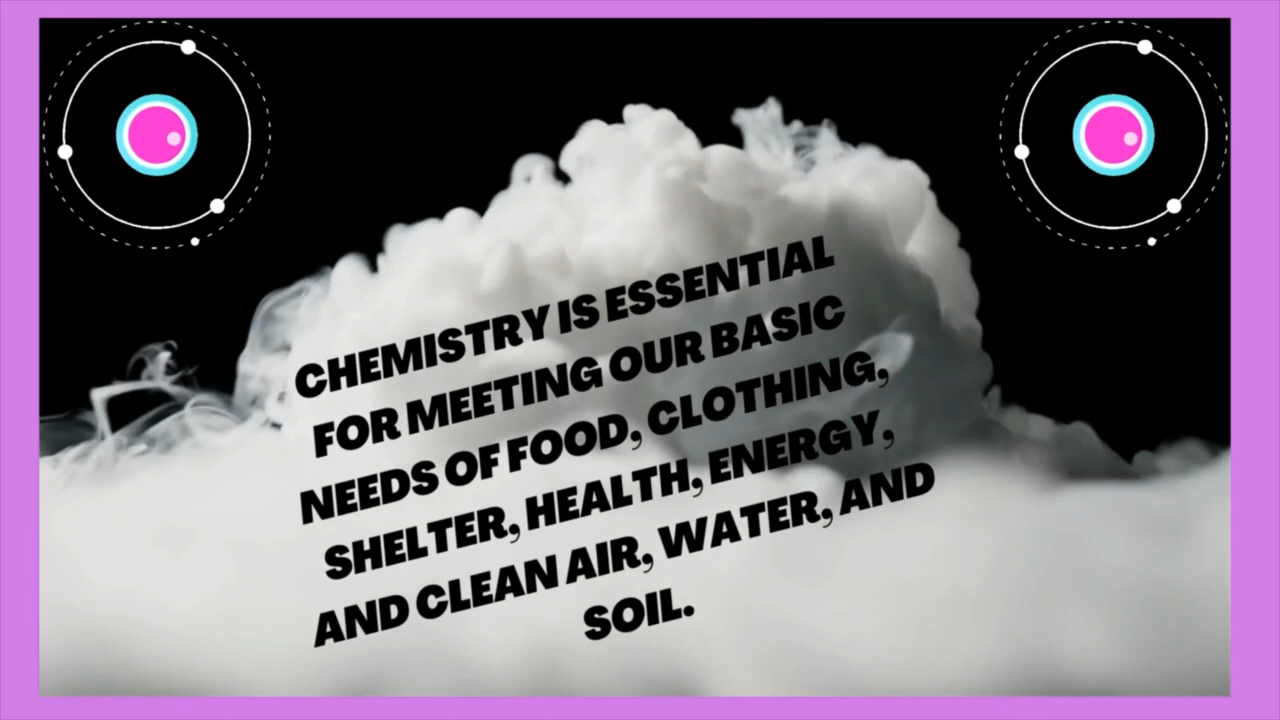 CHEMISTRY IS ESSENTIAL
FOR MEETING OUR BASIC
NEEDS OF FOOD, CLOTHING,
SHELTER, HEALTH, ENERGY,
AND CLEAN AIR, WATER, AND
SOIL.